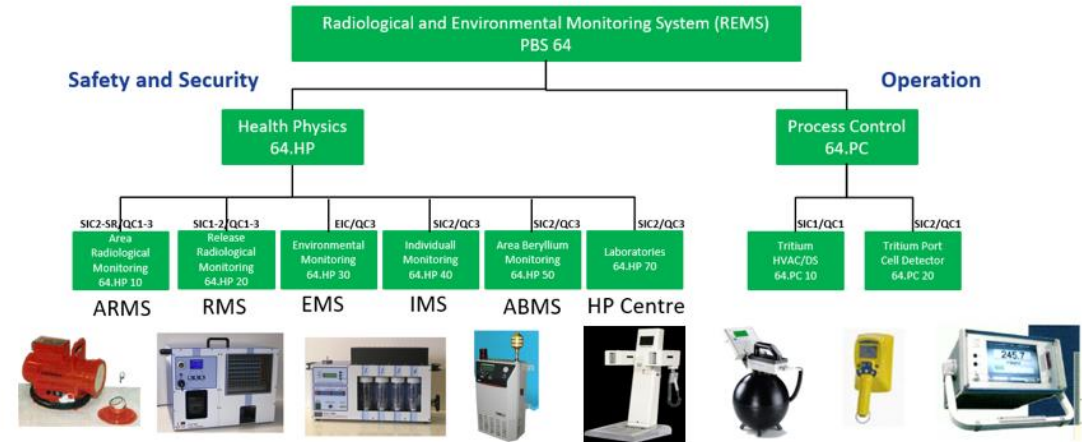 Radiological and Environmental Monitoring System (REMS)
PBS 64
Safety and Security
Operation
Health Physics
64.HP
Process Control
64.PC
SIC2-SR/QC1-3
SIC1-2/QC1-3
EIC/QC3
SIC2/QC3
SIC2/QC3
SIC2/QC3
SIC1/QC1
SIC2/QC1
Area
Radiological
Monitoring
64.HP 10
Release
Radiological
Monitoring
64.HP 20
Environmental
Monitoring
64.HP 30
Individuall
Monitoring
64.HP 40
Area Beryllium
Monitoring
64.HP 50
Laboratories
64.HP 70
Tritium
HVAC/DS
64.PC 10
Tritium Port
Cell Detector
64.PC 20
ARMS
RMS
EMS
IMS
ABMS
HP Centre
245.7